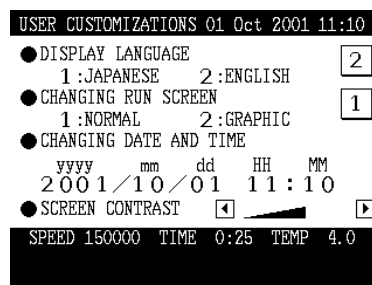 USER CUSTOMIZATIONS 01 Oct 2001 11:10
●DISPLAY LANGUAGE
1:JAPANESE 2:ENGLISH 2
●CHANGING RUN SCREEN
1:NORMAL 2:GRAPHIC 1
●CHANGING DATE AND TIME
yyyy mm dd HH MM
2001/10/01 11:10
●SCREEN CONTRAST
SPEED 150000 TIME 0:25 TEMP 4.0